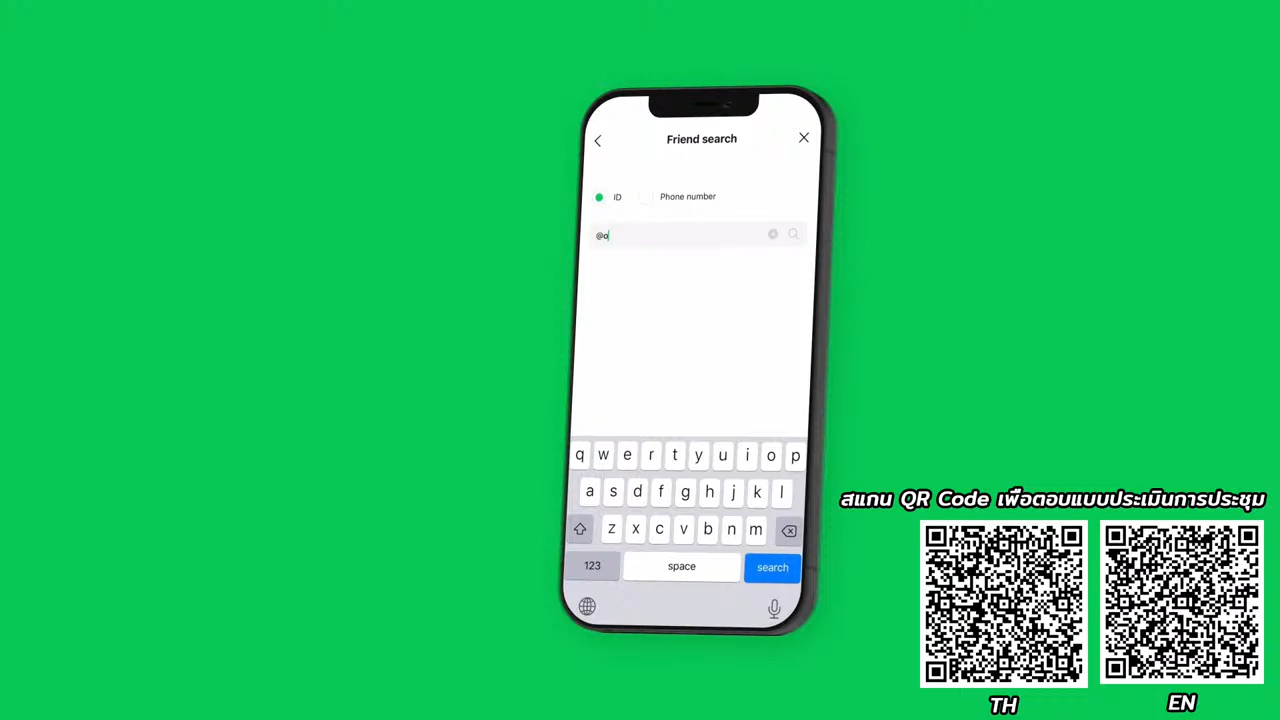 Friend search
ID
Phone number
@o
q w e r t y u i o p
a s d f g h j k l
z x c v b n m
123
space
search
สแกน QR Code เพื่อตอบแบบประเมินการประชุม
TH
EN